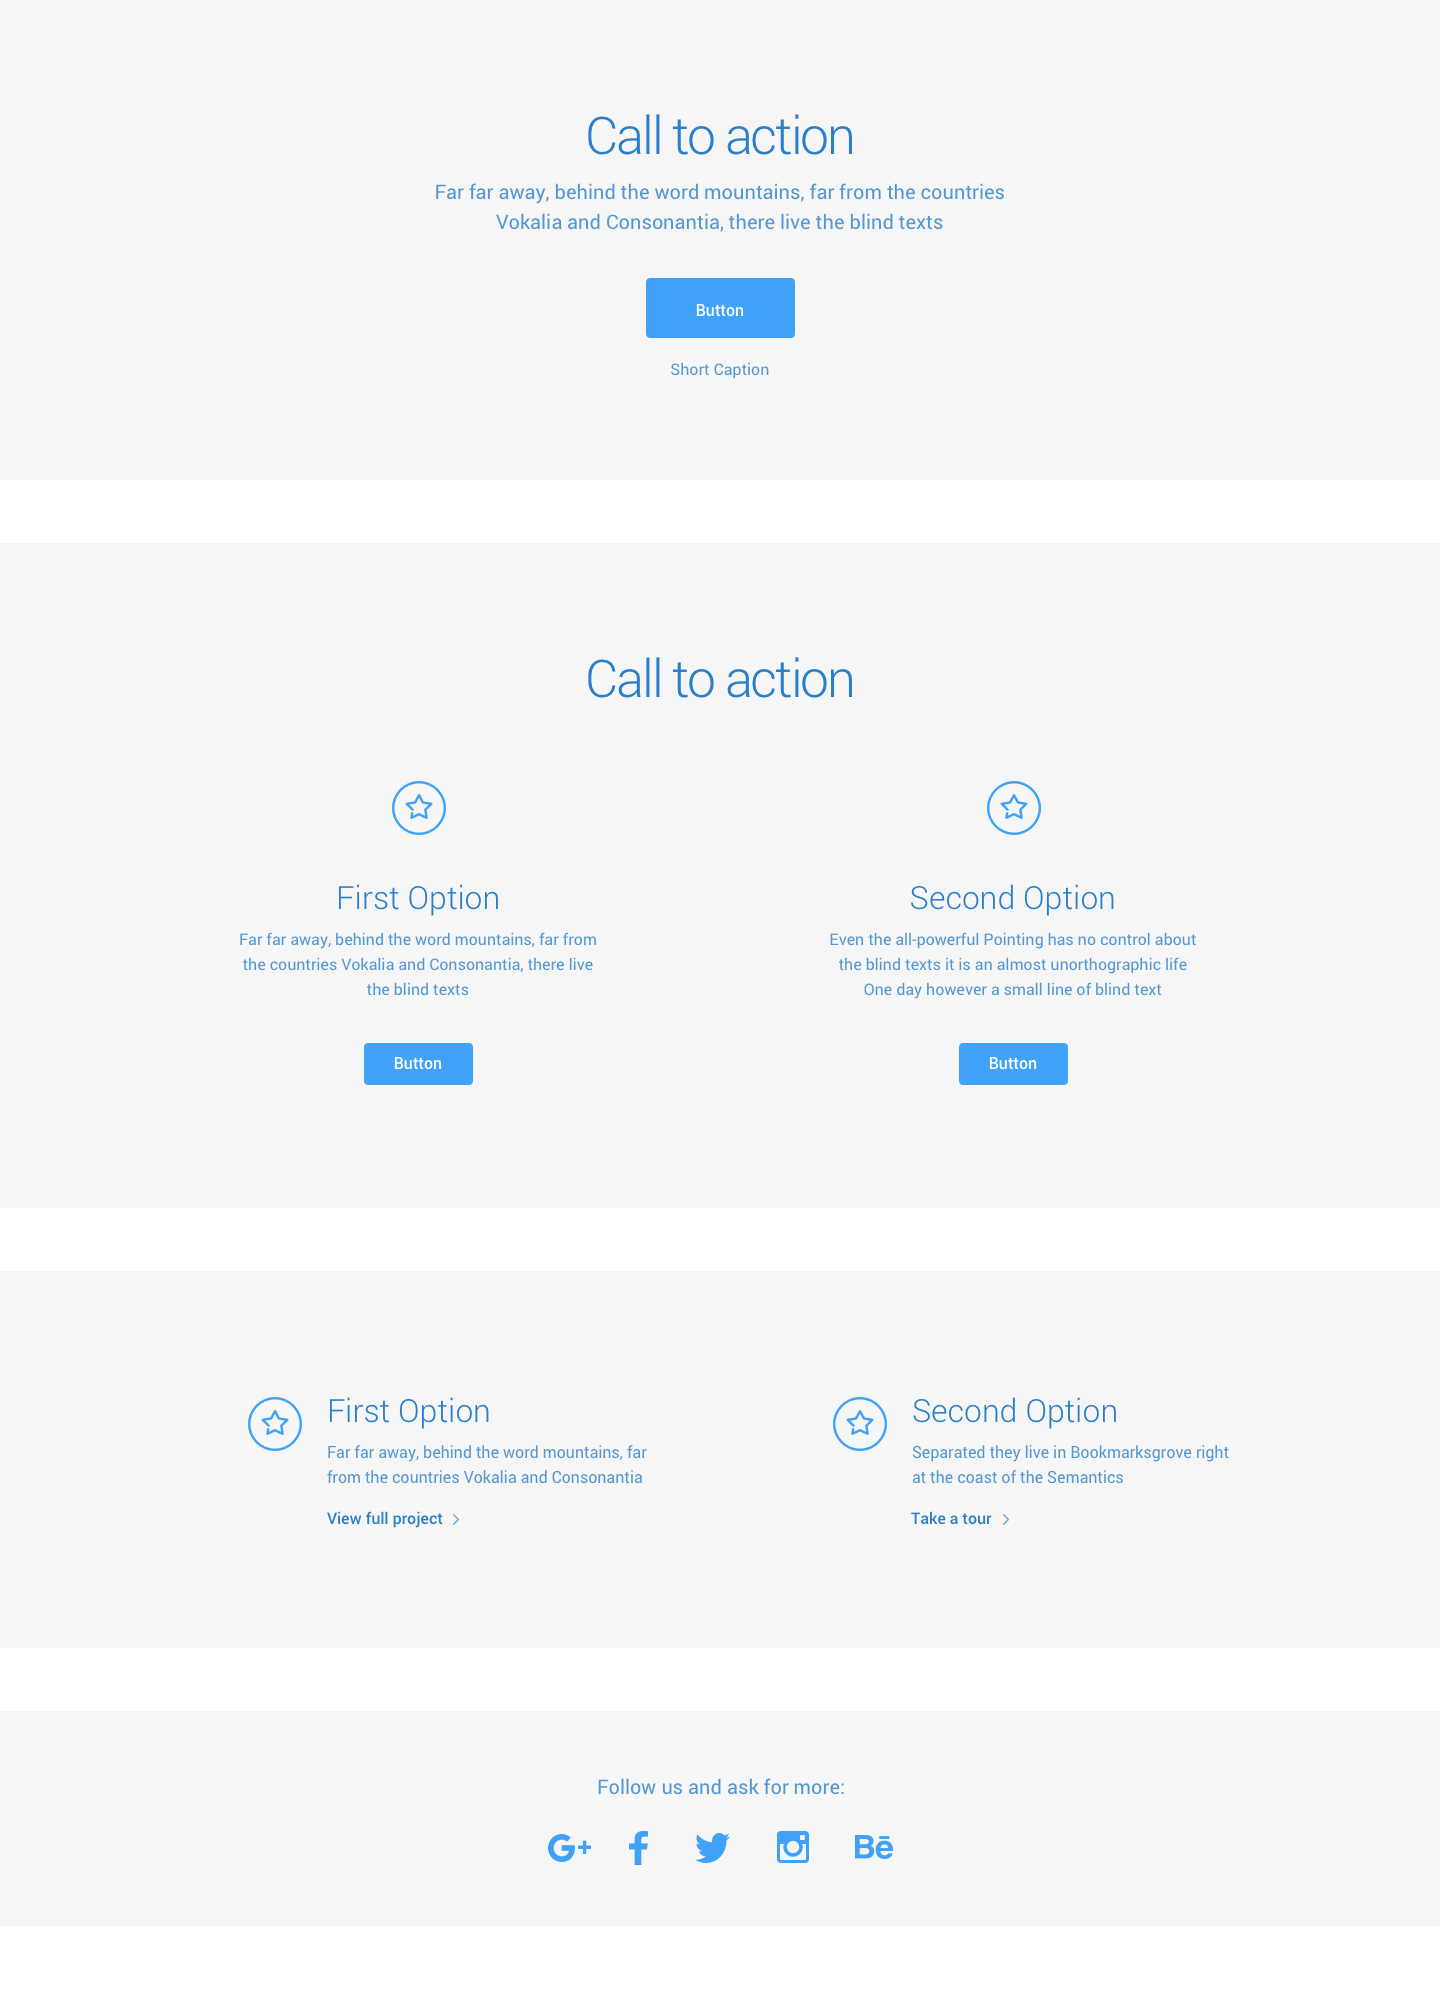 Call to action
Far far away, behind the word mountains, far from the countries
Vokalia and Consonantia, there live the blind texts
Button
Short Caption
Call to action
First Option
Far far away, behind the word mountains, far from
the countries Vokalia and Consonantia, there live
the blind texts
Button
Second Option
Even the all-powerful Pointing has no control about
the blind texts it is an almost unorthographic life
One day however a small line of blind text
Button
First Option
Far far away, behind the word mountains, far
from the countries Vokalia and Consonantia
View full project
Second Option
Separated they live in Bookmarksgrove right
at the coast of the Semantics
Take a tour
Follow us and ask for more:
G+ f Bē